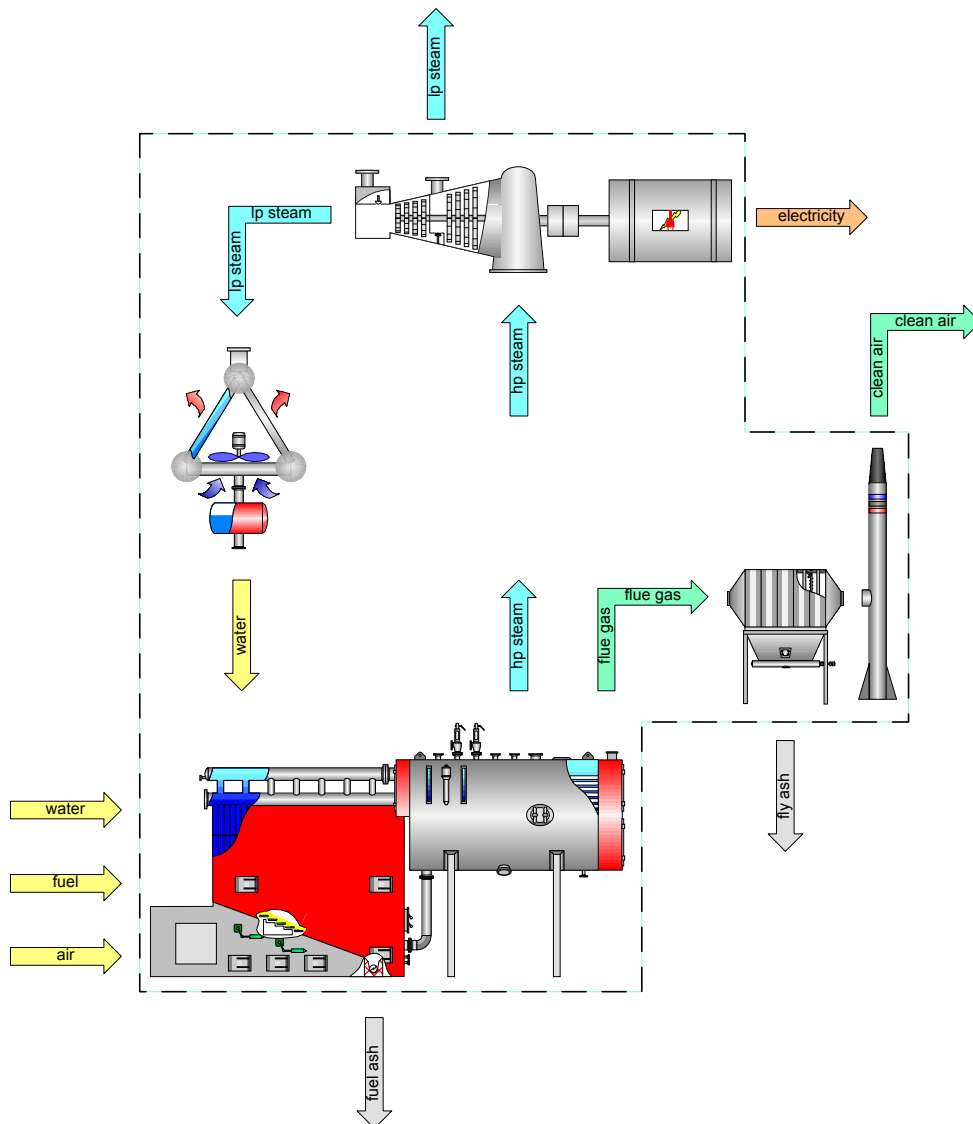 lp steam
lp steam
lp steam
electricity
clean air
clean air
hp steam
hp steam
flue gas
flue gas
water
water
fuel
air
fly ash
fuel ash